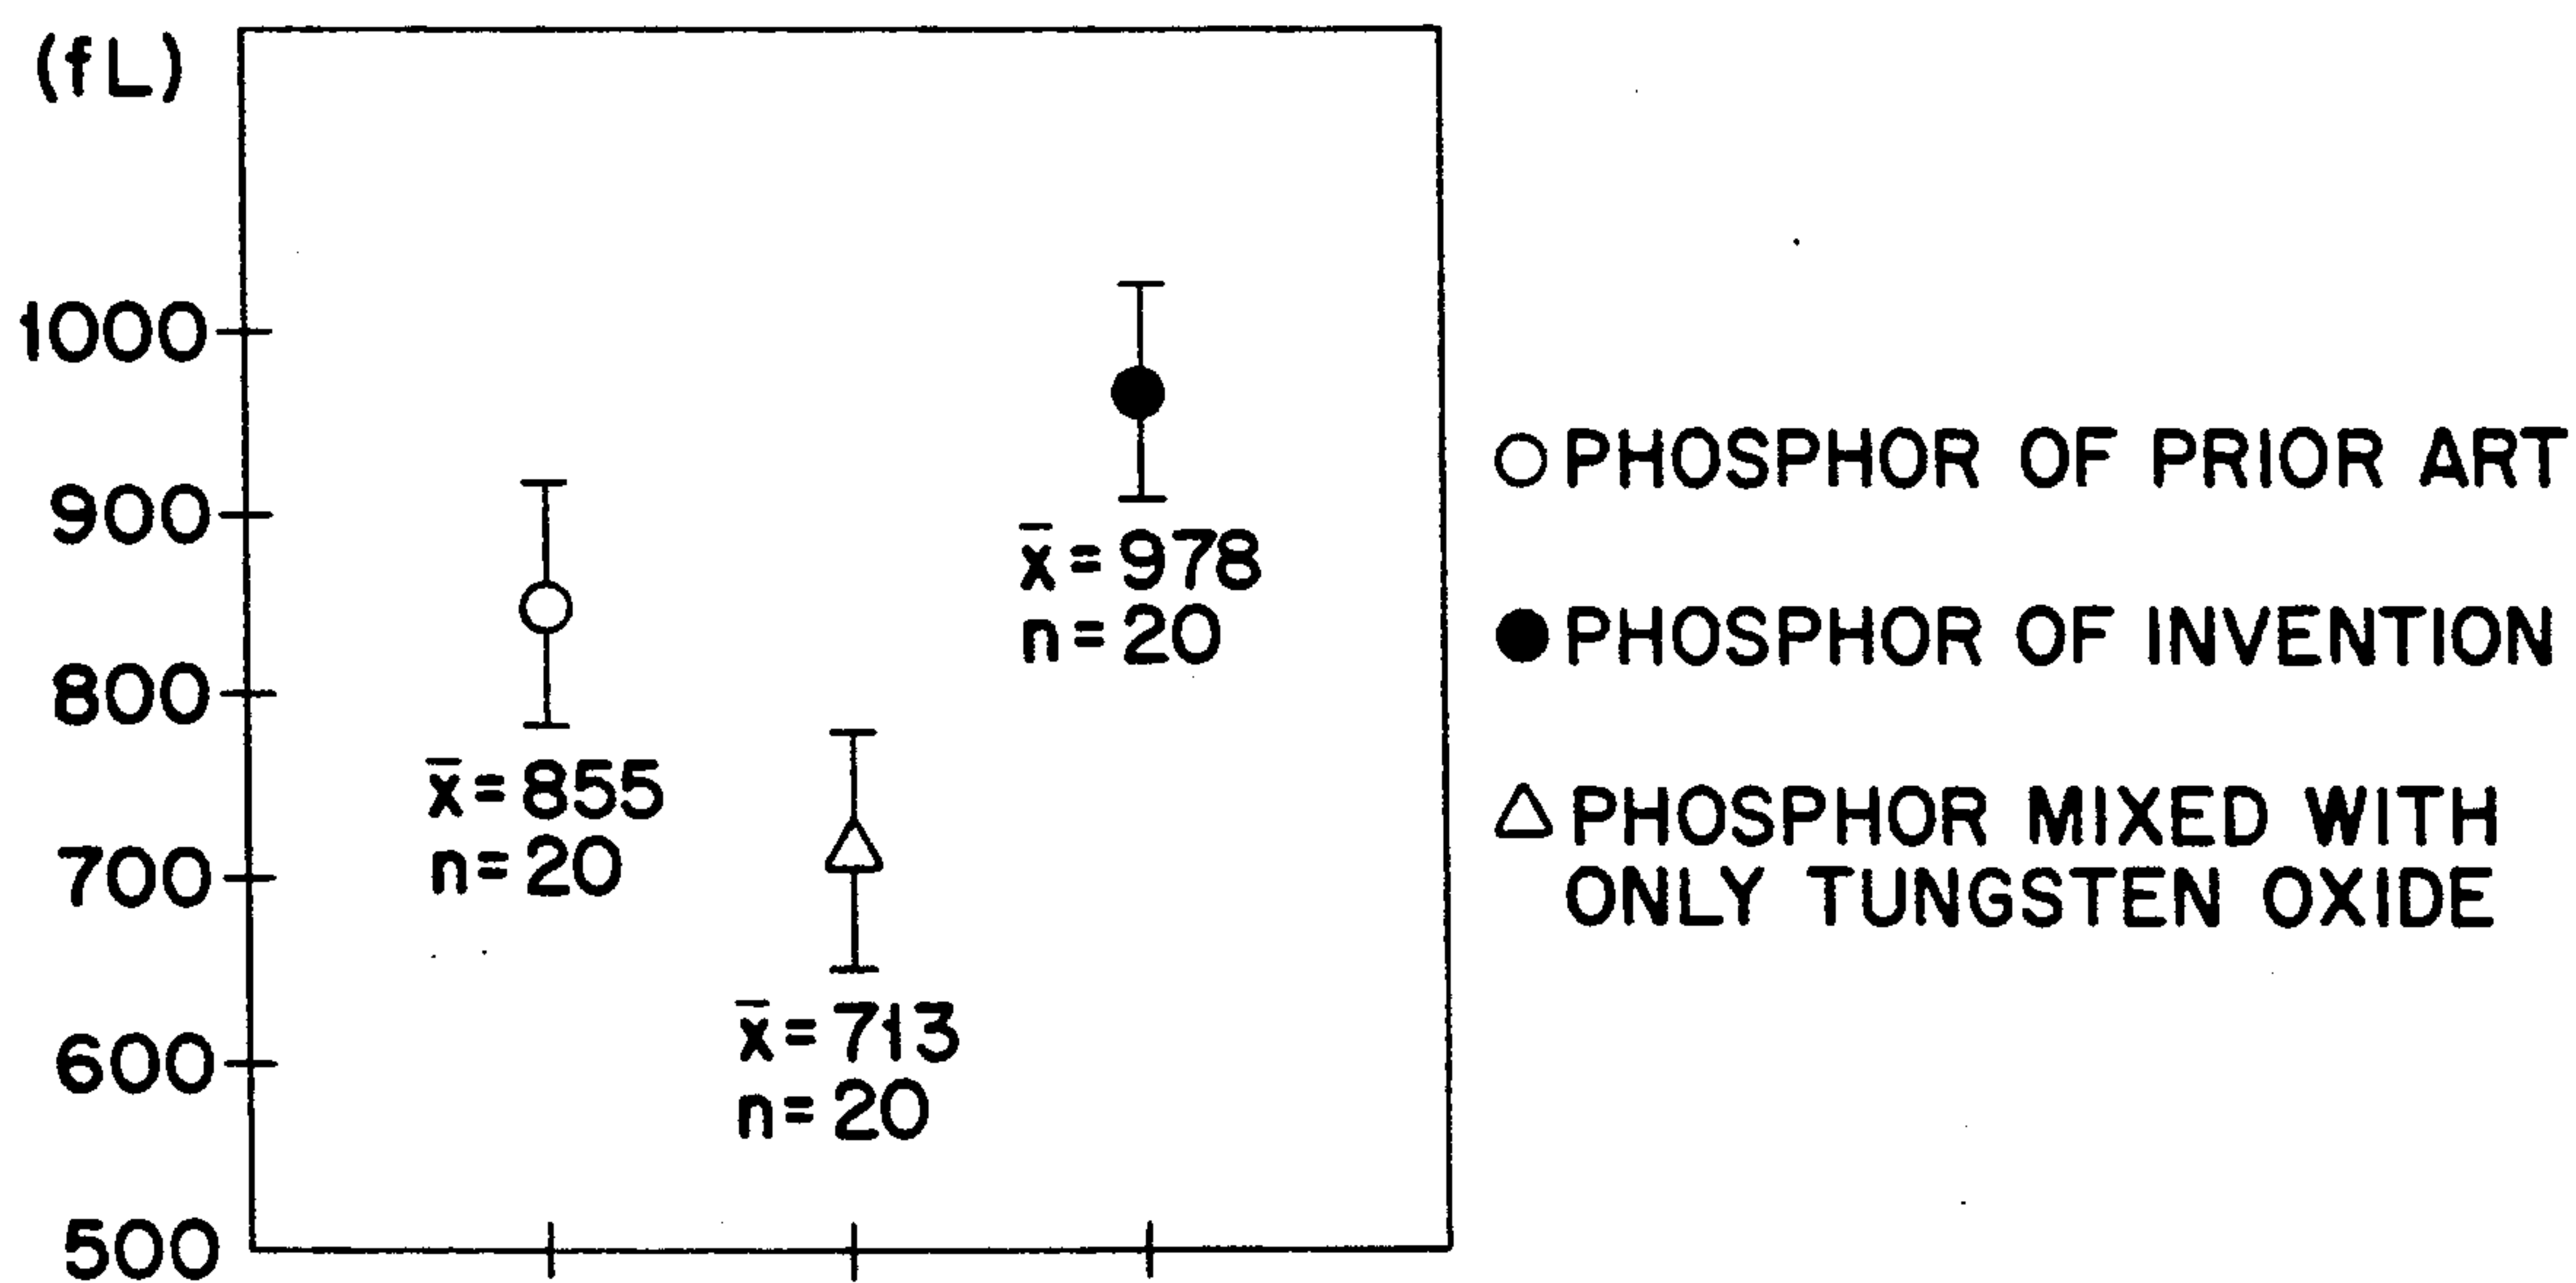 (fL)
1000
900
800
700
600
500
x̄=855
n=20
x̄=713
n=20
x̄=978
n=20
PHOSPHOR OF PRIOR ART
PHOSPHOR OF INVENTION
PHOSPHOR MIXED WITH
ONLY TUNGSTEN OXIDE